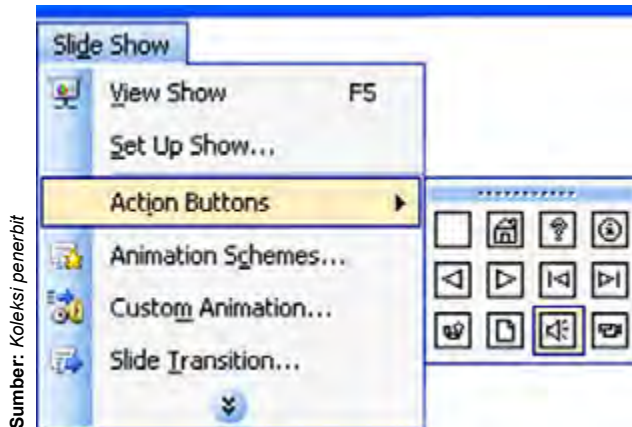 Slide Show
View Show F5
Set Up Show...
Action Buttons
Animation Schemes...
Custom Animation...
Slide Transition...
Sumber: Koleksi penerbit